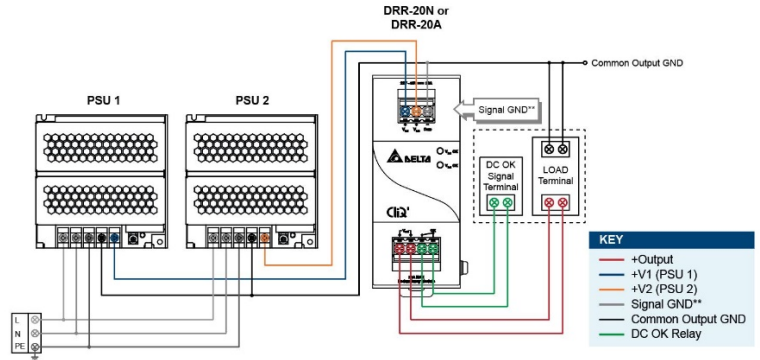 DRR-20N or
DRR-20A
Common Output GND
PSU 1
PSU 2
Signal GND**
DELTA
DC OK
Signal
Terminal
LOAD
Terminal
CliQ
KEY
+Output
+V1 (PSU 1)
+V2 (PSU 2)
Signal GND**
Common Output GND
DC OK Relay
L
N
PE